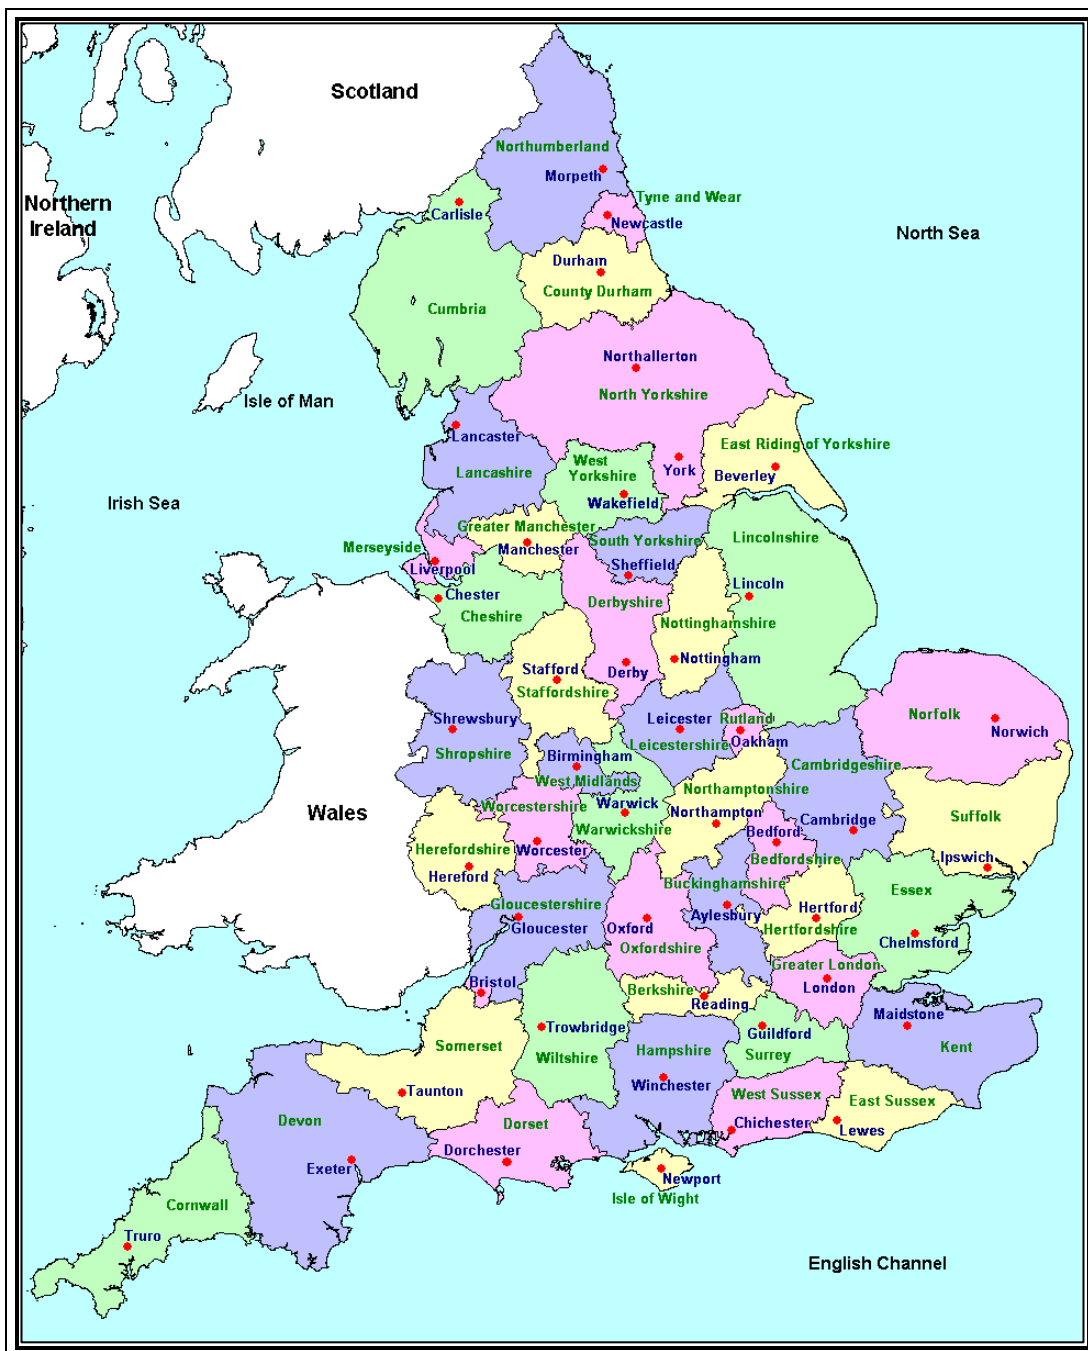 Scotland
Northumberland
Morpeth
Tyne and Wear
Carlisle
Newcastle
Northern
Ireland
North Sea
Durham
County Durham
Cumbria
Northallerton
North Yorkshire
Isle of Man
Lancaster
East Riding of Yorkshire
West
Yorkshire
Lancashire
York
Beverley
Wakefield
Irish Sea
Lincolnshire
Greater Manchester
South Yorkshire
Merseyside
Manchester
Liverpool
Sheffield
Lincoln
Chester
Derbyshire
Cheshire
Nottinghamshire
Nottingham
Stafford
Derby
Staffordshire
Norfolk
Shrewsbury
Leicester
Rutland
Norwich
Oakham
Leicestershire
Shropshire
Birmingham
Cambridgeshire
West Midlands
Northamptonshire
Worcestershire
Warwick
Wales
Northampton
Suffolk
Warwickshire
Bedford
Cambridge
Herefordshire
Worcester
Bedfordshire
Ipswich
Hereford
Buckinghamshire
Essex
Gloucestershire
Aylesbury
Hertford
Gloucester
Oxford
Hertfordshire
Oxfordshire
Chelmsford
Greater London
Bristol
Berkshire
London
Reading
Maidstone
Trowbridge
Guildford
Somerset
Hampshire
Kent
Wiltshire
Surrey
Taunton
Winchester
West Sussex
East Sussex
Devon
Dorset
Chichester
Lewes
Dorchester
Exeter
Newport
Isle of Wight
Cornwall
Truro
English Channel